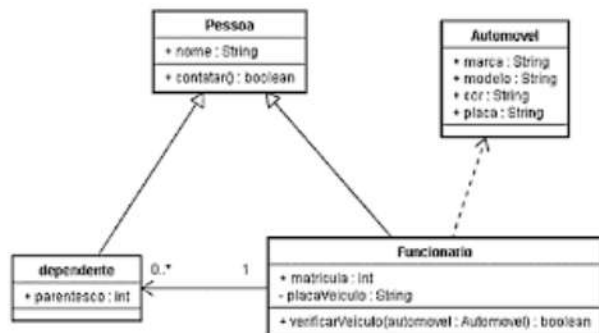 Pessoa
+ nome : String
+ contatar() : boolean
Automovel
+ marca : String
+ modelo : String
+ cor : String
+ placa : String
dependente
+ parentesco : int
0..*
1
Funcionario
+ matricula : int
- placaVeiculo : String
+ verificarVeiculo(automovel : Automovel) : boolean